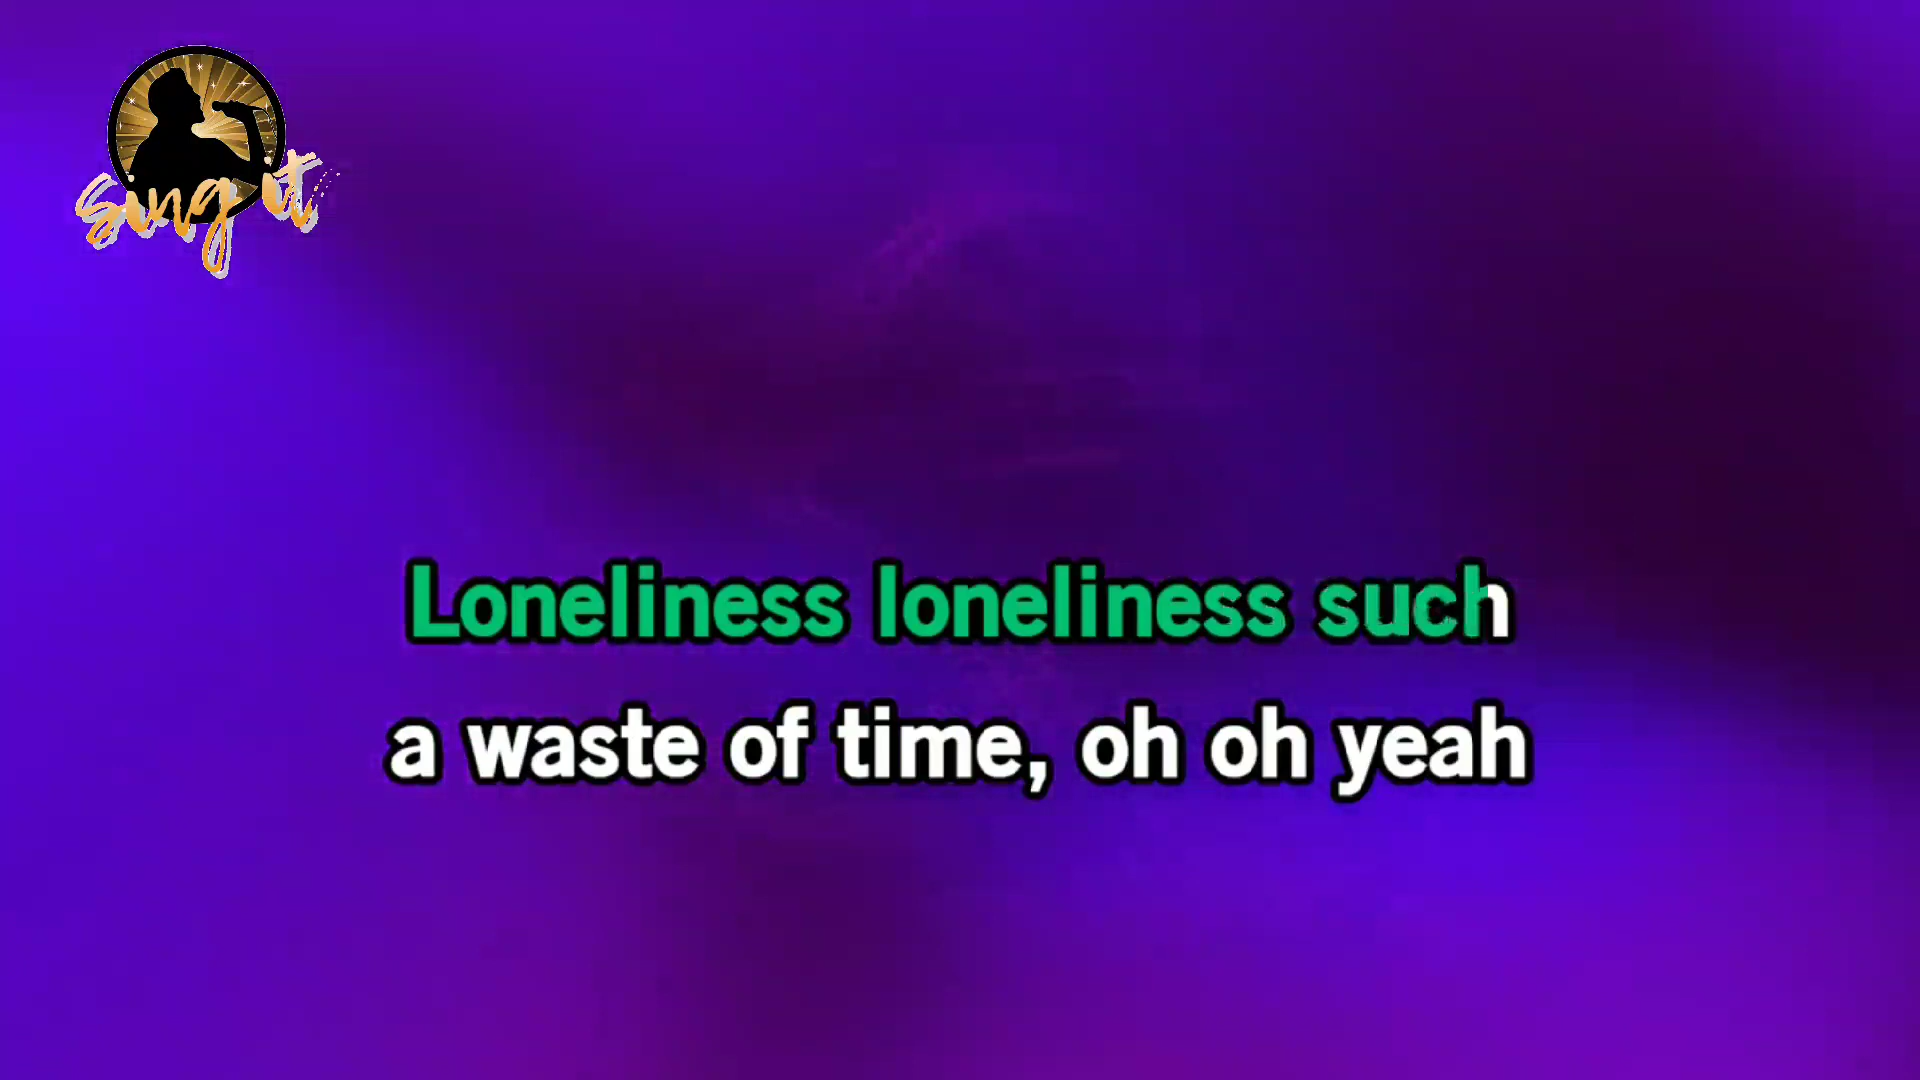 sing it
Loneliness loneliness such
a waste of time, oh oh yeah